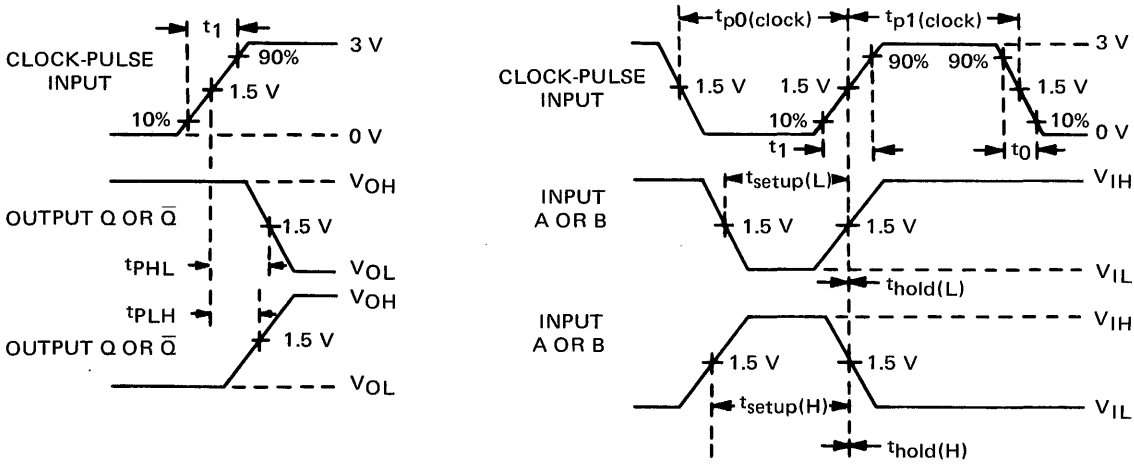 t1
CLOCK-PULSE
INPUT
3 V
90%
1.5 V
10%
0 V
VOH
OUTPUT Q OR Q̅
1.5 V
tPHL
VOL
VOH
tPLH
OUTPUT Q OR Q̅
1.5 V
VOL
tp0(clock)
tp1(clock)
CLOCK-PULSE
INPUT
3 V
90%
90%
1.5 V
1.5 V
1.5 V
10%
10%
0 V
t1
t0
INPUT
A OR B
tsetup(L)
VIH
1.5 V
1.5 V
VIL
thold(L)
INPUT
A OR B
VIH
1.5 V
1.5 V
tsetup(H)
VIL
thold(H)